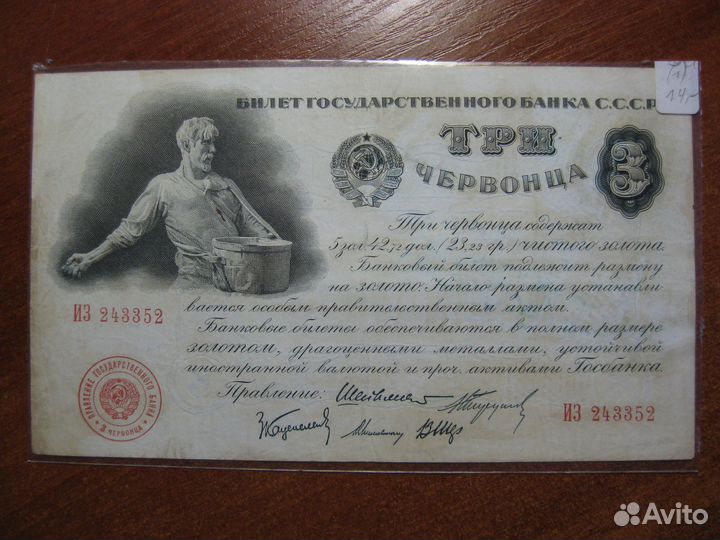 БИЛЕТ ГОСУДАРСТВЕННОГО БАНКА С.С.С.Р.
ТРИ
ЧЕРВОНЦА
3
Три червонца содержат
5 зол. 42,72 дол. (23,23 гр.) чистого золота.
Банковый билет подлежит размену
на золото. Начало размена устанавли-
вается особым правительственным актом.
Банковые билеты обеспечиваются в полном размере
золотом, драгоценными металлами, устойчивой
иностранной валютой и проч. активами Госбанка.
Правление:
ИЗ 243352
ИЗ 243352
ПРАВЛЕНИЕ ГОСУДАРСТВЕННОГО БАНКА
3 ЧЕРВОНЦА
Avito